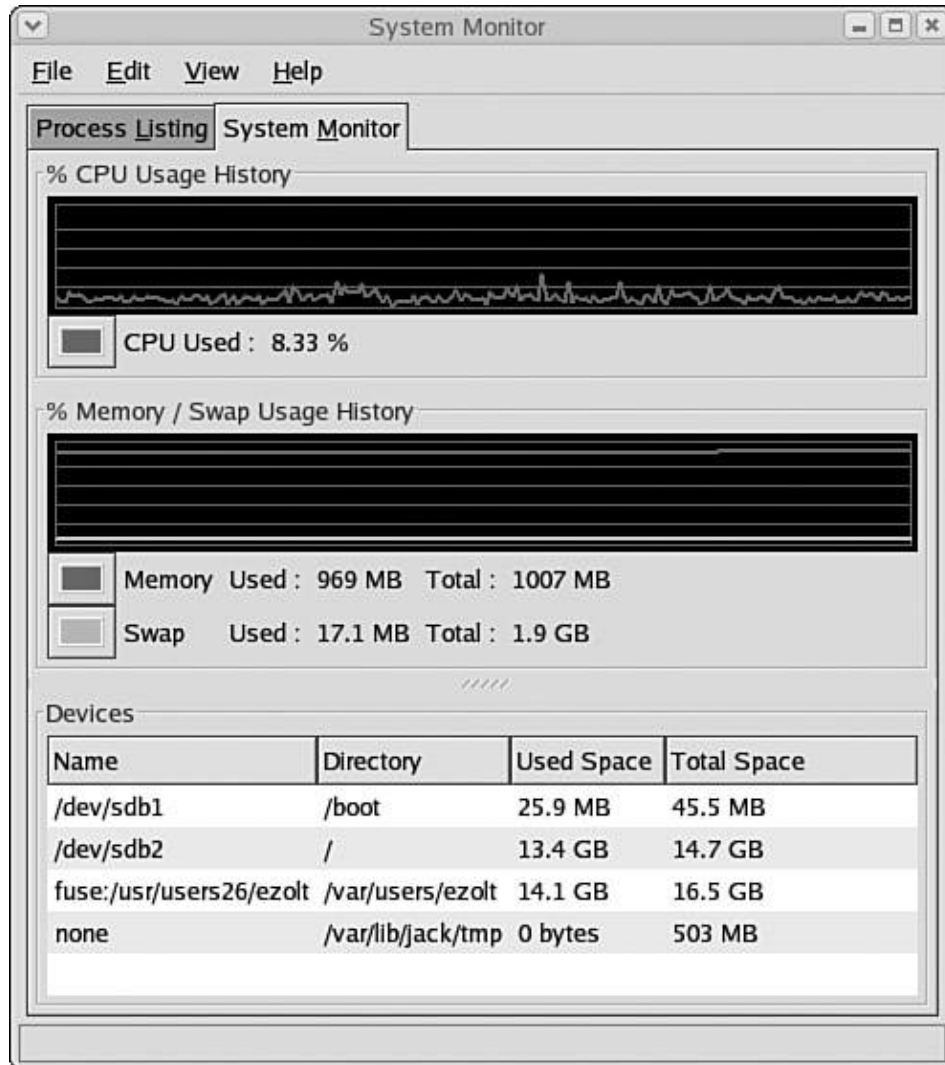 System Monitor
File Edit View Help
Process Listing System Monitor
% CPU Usage History
CPU Used : 8.33 %
% Memory / Swap Usage History
Memory Used : 969 MB Total : 1007 MB
Swap Used : 17.1 MB Total : 1.9 GB
Devices
Name Directory Used Space Total Space
/dev/sdb1 /boot 25.9 MB 45.5 MB
/dev/sdb2 / 13.4 GB 14.7 GB
fuse:/usr/users26/ezolt /var/users/ezolt 14.1 GB 16.5 GB
none /var/lib/jack/tmp 0 bytes 503 MB